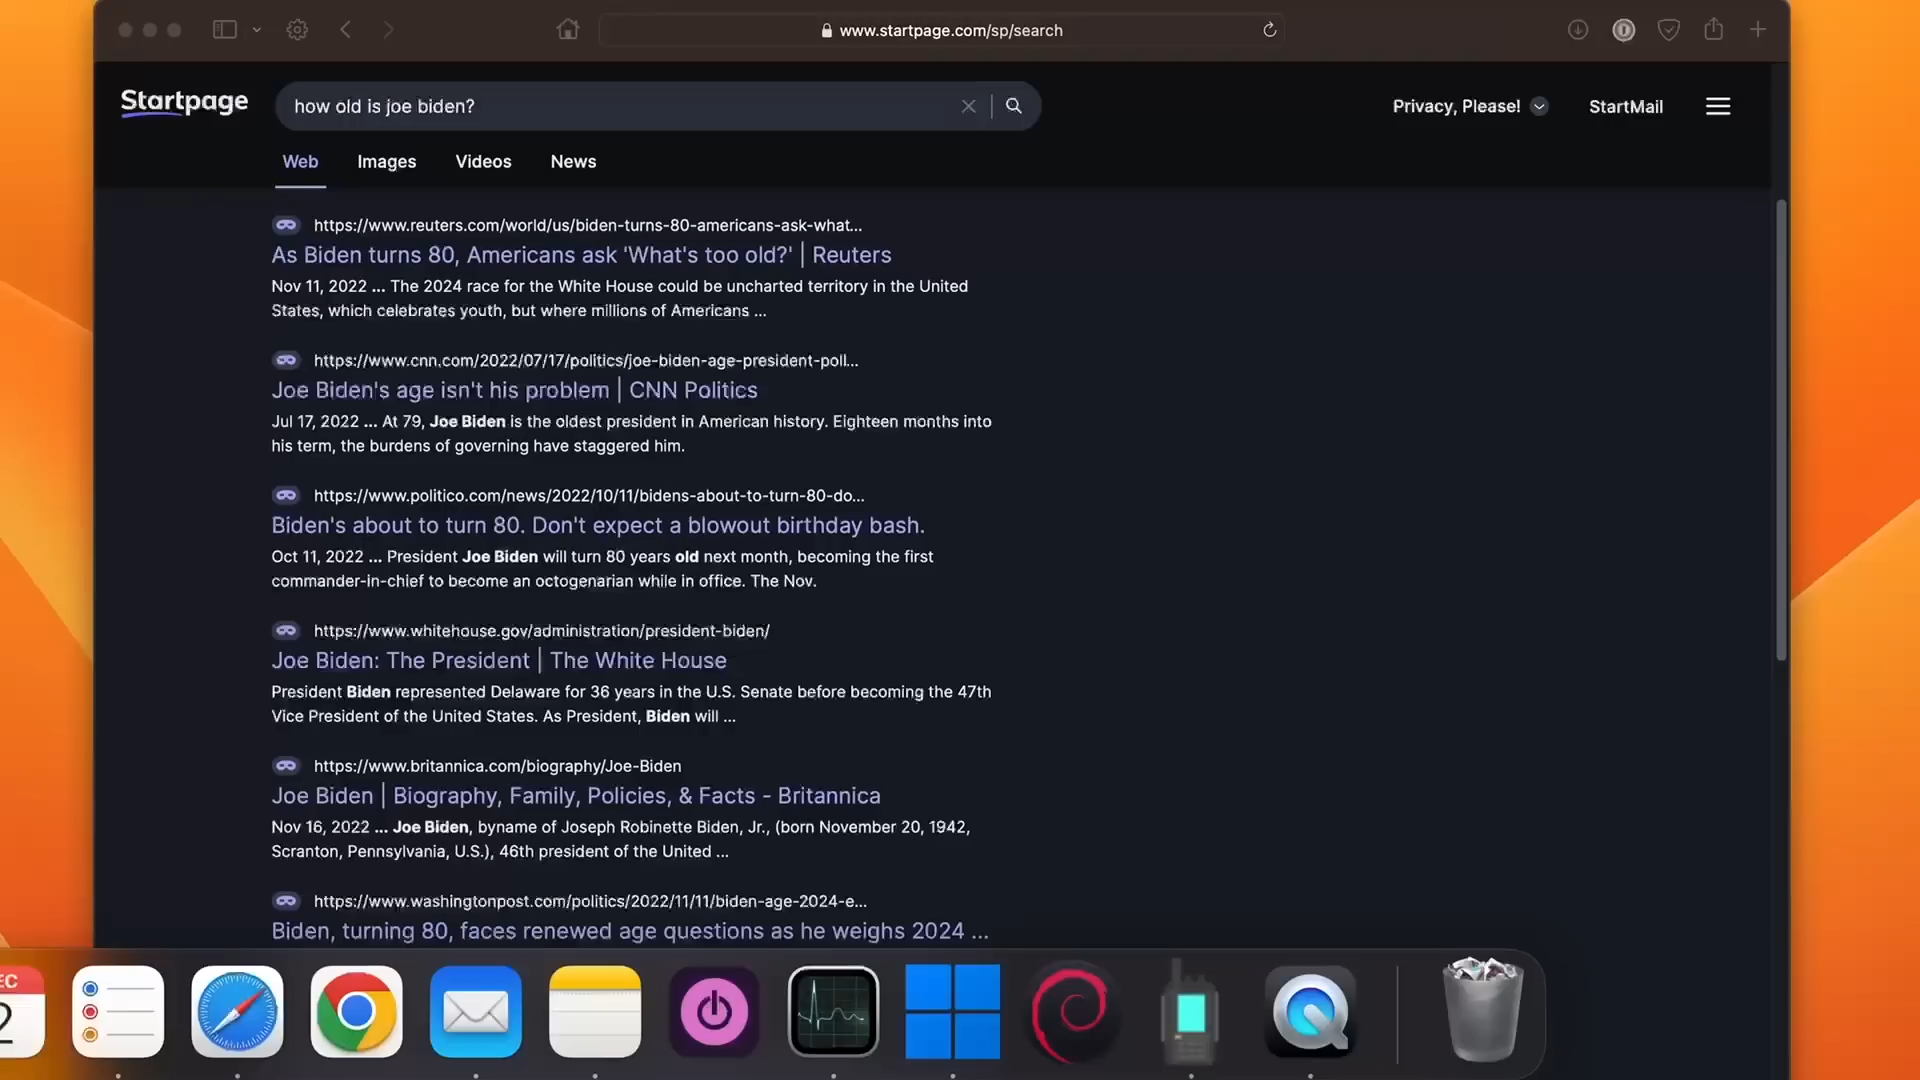 www.startpage.com/sp/search
Startpage
how old is joe biden?
Privacy, Please!
StartMail
Web
Images
Videos
News
https://www.reuters.com/world/us/biden-turns-80-americans-ask-what...
As Biden turns 80, Americans ask 'What's too old?' | Reuters
Nov 11, 2022 ... The 2024 race for the White House could be uncharted territory in the United
States, which celebrates youth, but where millions of Americans ...
https://www.cnn.com/2022/07/17/politics/joe-biden-age-president-poll...
Joe Biden's age isn't his problem | CNN Politics
Jul 17, 2022 ... At 79, Joe Biden is the oldest president in American history. Eighteen months into
his term, the burdens of governing have staggered him.
https://www.politico.com/news/2022/10/11/bidens-about-to-turn-80-do...
Biden's about to turn 80. Don't expect a blowout birthday bash.
Oct 11, 2022 ... President Joe Biden will turn 80 years old next month, becoming the first
commander-in-chief to become an octogenarian while in office. The Nov.
https://www.whitehouse.gov/administration/president-biden/
Joe Biden: The President | The White House
President Biden represented Delaware for 36 years in the U.S. Senate before becoming the 47th
Vice President of the United States. As President, Biden will ...
https://www.britannica.com/biography/Joe-Biden
Joe Biden | Biography, Family, Policies, & Facts - Britannica
Nov 16, 2022 ... Joe Biden, byname of Joseph Robinette Biden, Jr., (born November 20, 1942,
Scranton, Pennsylvania, U.S.), 46th president of the United ...
https://www.washingtonpost.com/politics/2022/11/11/biden-age-2024-e...
Biden, turning 80, faces renewed age questions as he weighs 2024 ...
EC
2